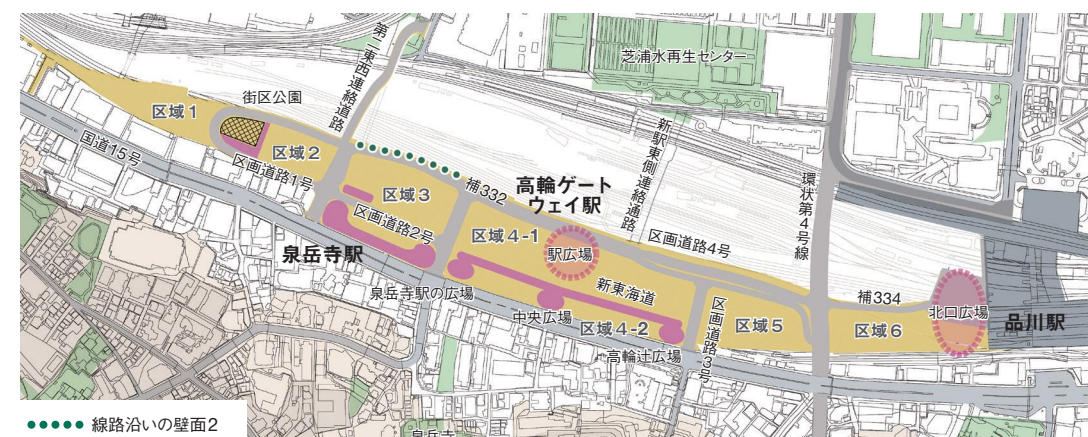 芝浦水再生センター
第二東西連絡道路
街区公園
区域1
国道15号
区画道路1号
区域2
区域3
補332
高輪ゲート
ウェイ駅
新駅東側連絡通路
環状第4号線
区画道路2号
区域4-1
駅広場
区画道路4号
泉岳寺駅
泉岳寺駅の広場
新東海道
中央広場
区域4-2
高輪辻広場
区画道路3号
区域5
補334
区域6
北口広場
品川駅
泉岳寺
線路沿いの壁面2